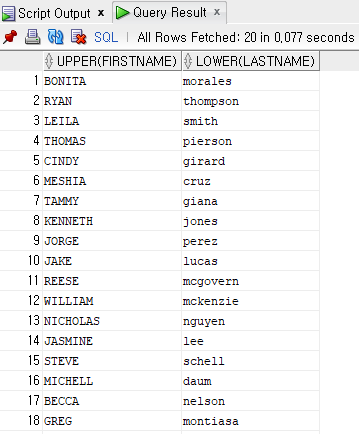 Script Output x Query Result x
SQL | All Rows Fetched: 20 in 0,077 seconds
UPPER(FIRSTNAME) LOWER(LASTNAME)
1 BONITA morales
2 RYAN thompson
3 LEILA smith
4 THOMAS pierson
5 CINDY girard
6 MESHIA cruz
7 TAMMY giana
8 KENNETH jones
9 JORGE perez
10 JAKE lucas
11 REESE mcgovern
12 WILLIAM mckenzie
13 NICHOLAS nguyen
14 JASMINE lee
15 STEVE schell
16 MICHELL daum
17 BECCA nelson
18 GREG montiasa